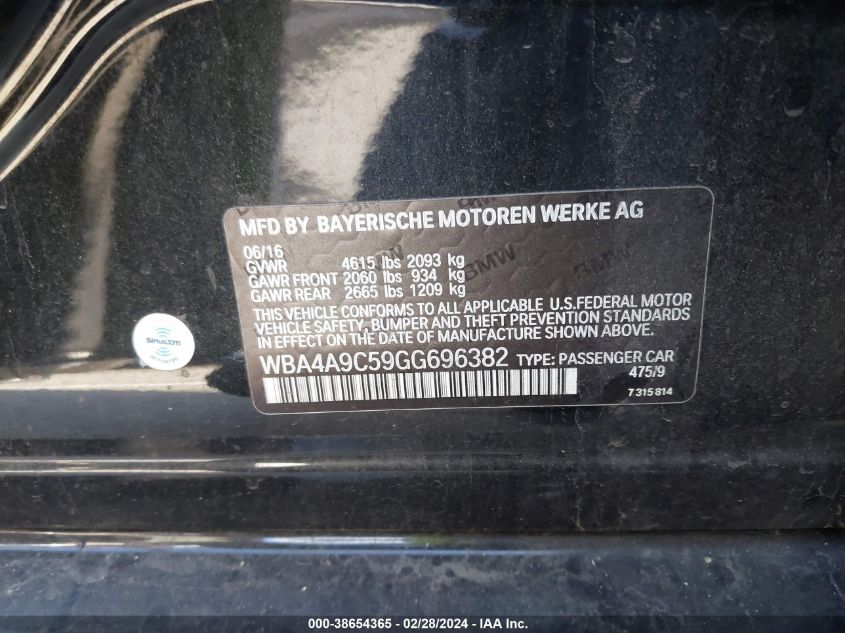 MFD BY BAYERISCHE MOTOREN WERKE AG
06/16
GVWR 4615 lbs 2093 kg
GAWR FRONT 2060 lbs 934 kg
GAWR REAR 2665 lbs 1209 kg
THIS VEHICLE CONFORMS TO ALL APPLICABLE U.S.FEDERAL MOTOR
VEHICLE SAFETY, BUMPER AND THEFT PREVENTION STANDARDS
IN EFFECT ON THE DATE OF MANUFACTURE SHOWN ABOVE.
WBA4A9C59GG696382 TYPE: PASSENGER CAR
475/9
7315814
BMW
SiriusXM
000-38654365 - 02/28/2024 - IAAI Inc.